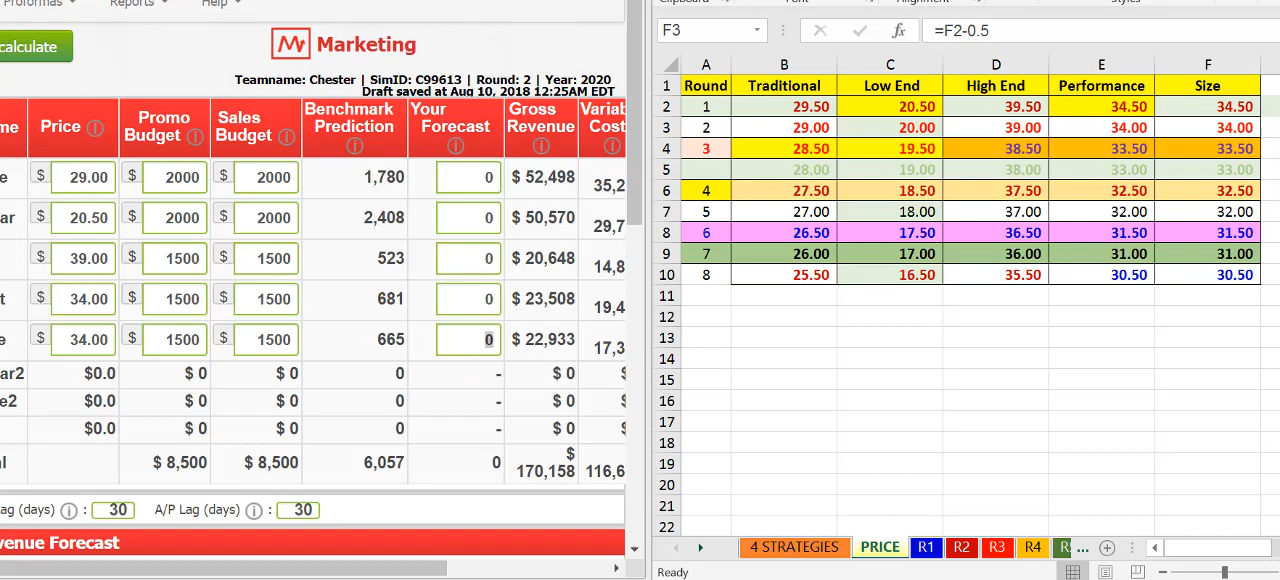 Proformas Reports Help
calculate
Marketing
Teamname: Chester | SimID: C99613 | Round: 2 | Year: 2020
Draft saved at Aug 10, 2018 12:25AM EDT
Price Promo Budget Sales Budget Benchmark Prediction Your Forecast Gross Revenue Cost
$ 29.00 $ 2000 $ 2000 1,780 0 $ 52,498 35,2
$ 20.50 $ 2000 $ 2000 2,408 0 $ 50,570 29,7
$ 39.00 $ 1500 $ 1500 523 0 $ 20,648 14,8
$ 34.00 $ 1500 $ 1500 681 0 $ 23,508 19,4
$ 34.00 $ 1500 $ 1500 665 0 $ 22,933 17,3
ar2 $0.0 $ 0 $ 0 0 - $ 0 $
e2 $0.0 $ 0 $ 0 0 - $ 0 $
$0.0 $ 0 $ 0 0 - $ 0 $
$ 8,500 $ 8,500 6,057 0 $ 170,158 116,6
ag (days) : 30 A/P Lag (days) : 30
venue Forecast
F3 fx =F2-0.5
A B C D E F
1 Round Traditional Low End High End Performance Size
2 1 29.50 20.50 39.50 34.50 34.50
3 2 29.00 20.00 39.00 34.00 34.00
4 3 28.50 19.50 38.50 33.50 33.50
5 28.00 19.00 38.00 33.00 33.00
6 4 27.50 18.50 37.50 32.50 32.50
7 5 27.00 18.00 37.00 32.00 32.00
8 6 26.50 17.50 36.50 31.50 31.50
9 7 26.00 17.00 36.00 31.00 31.00
10 8 25.50 16.50 35.50 30.50 30.50
11
12
13
14
15
16
17
18
19
20
21
22
4 STRATEGIES PRICE R1 R2 R3 R4 ...
Ready